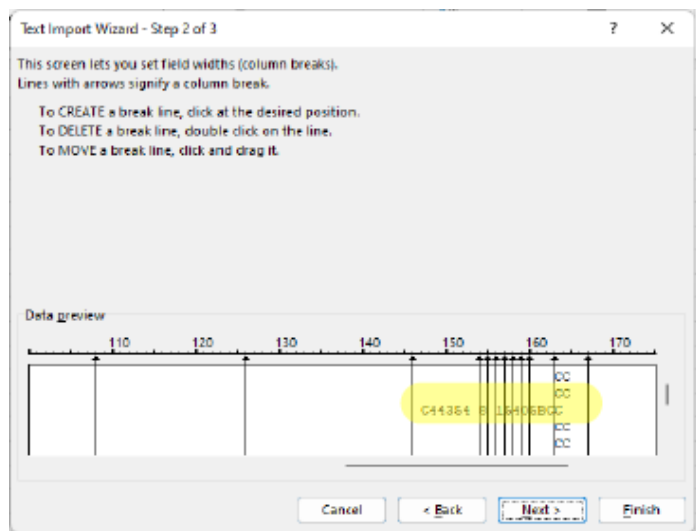 Text Import Wizard - Step 2 of 3
This screen lets you set field widths (column breaks).
Lines with arrows signify a column break.
To CREATE a break line, click at the desired position.
To DELETE a break line, double click on the line.
To MOVE a break line, click and drag it.
Data preview
110 120 130 140 150 160 170
CC
CC
CC
CC
Cancel < Back Next > Finish